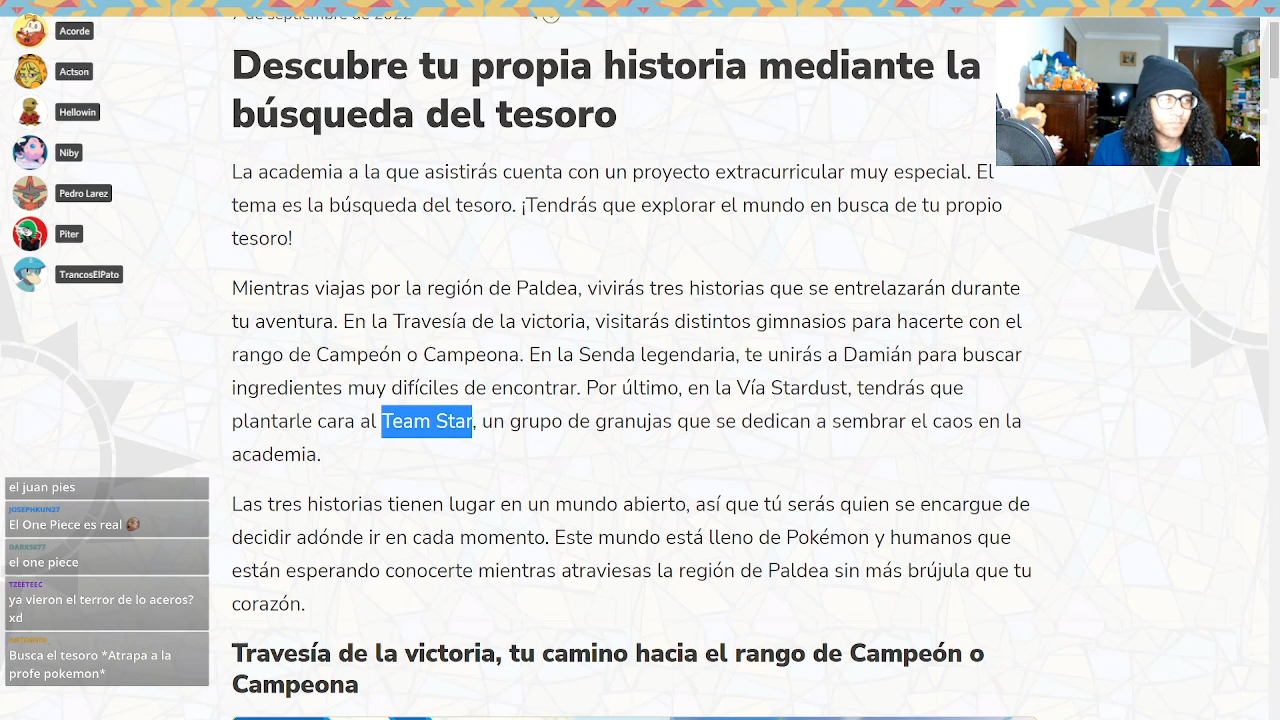 7 de septiembre de 2022
Descubre tu propia historia mediante la
búsqueda del tesoro
La academia a la que asistirás cuenta con un proyecto extracurricular muy especial. El
tema es la búsqueda del tesoro. ¡Tendrás que explorar el mundo en busca de tu propio
tesoro!
Mientras viajas por la región de Paldea, vivirás tres historias que se entrelazarán durante
tu aventura. En la Travesía de la victoria, visitarás distintos gimnasios para hacerte con el
rango de Campeón o Campeona. En la Senda legendaria, te unirás a Damián para buscar
ingredientes muy difíciles de encontrar. Por último, en la Vía Stardust, tendrás que
plantarle cara al Team Star, un grupo de granujas que se dedican a sembrar el caos en la
academia.
Las tres historias tienen lugar en un mundo abierto, así que tú serás quien se encargue de
decidir adónde ir en cada momento. Este mundo está lleno de Pokémon y humanos que
están esperando conocerte mientras atraviesas la región de Paldea sin más brújula que tu
corazón.
Travesía de la victoria, tu camino hacia el rango de Campeón o
Campeona
Acorde
Actson
Hellowin
Niby
Pedro Larez
Piter
TrancosElPato
el juan pies
JOSEPHKUN27
El One Piece es real
el one piece
TZEETEEC
ya vieron el terror de lo aceros?
xd
Busca el tesoro *Atrapa a la
profe pokemon*